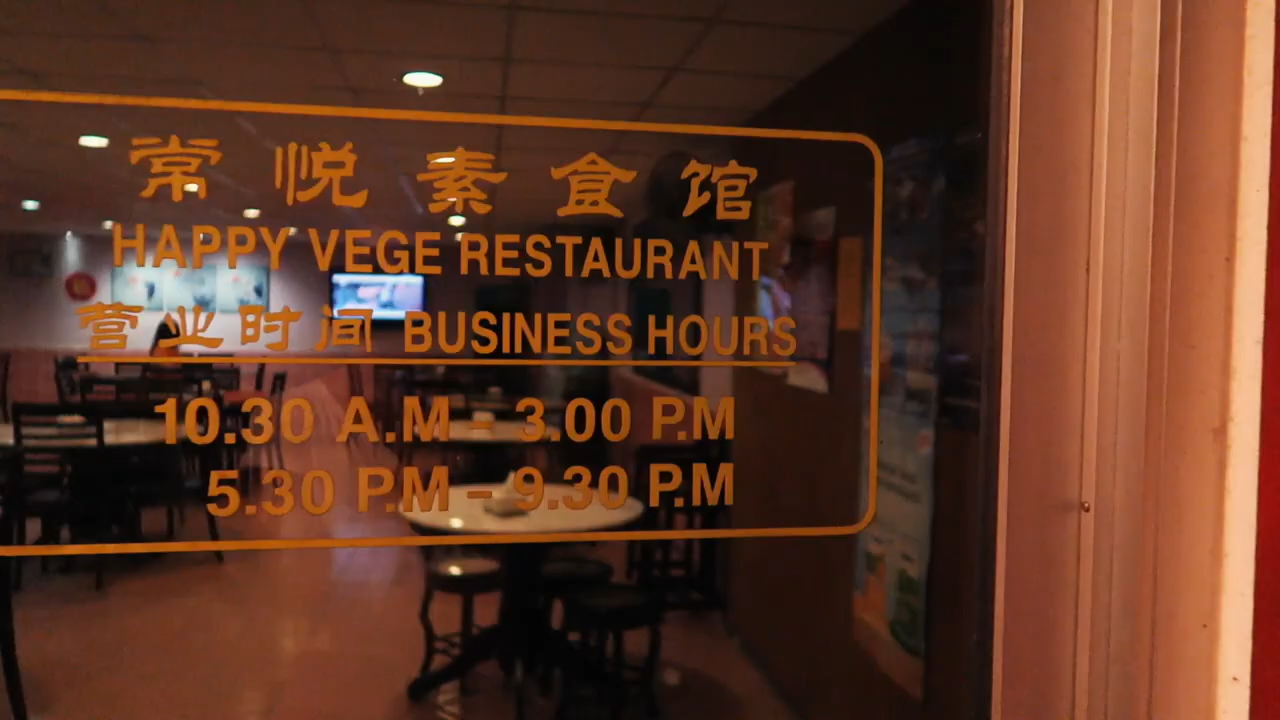 常悦素食馆
HAPPY VEGE RESTAURANT
营业时间 BUSINESS HOURS
10.30 A.M - 3.00 P.M
5.30 P.M - 9.30 P.M